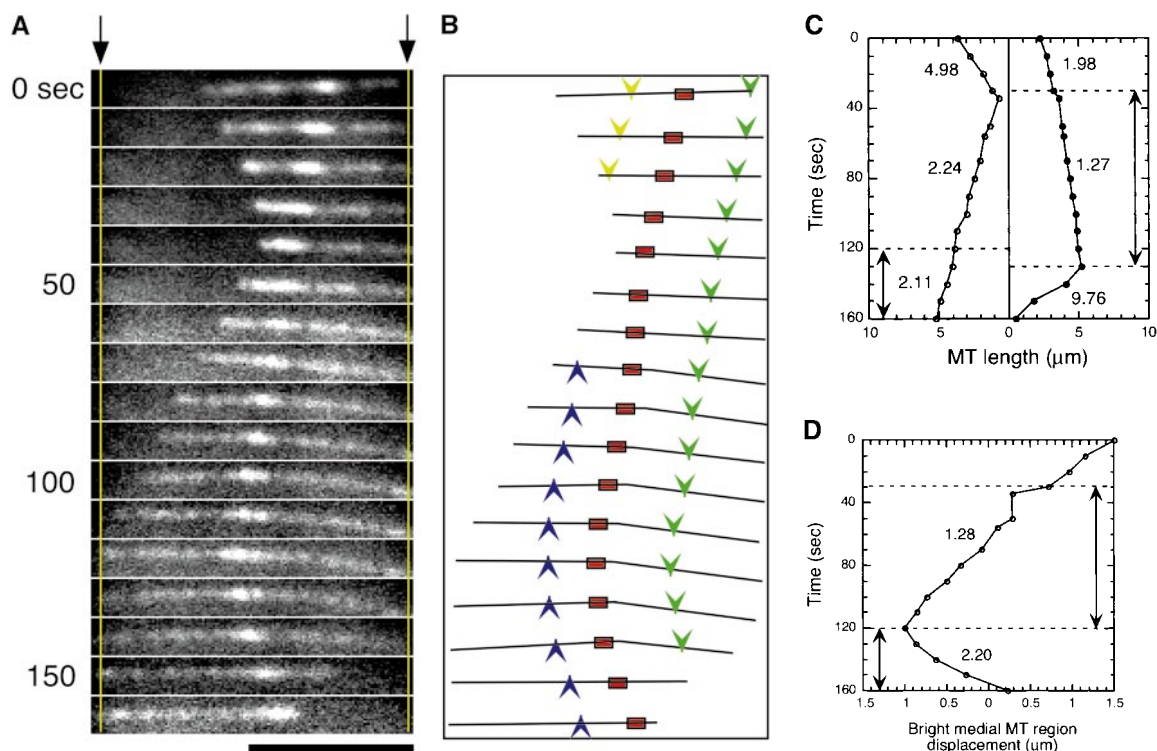 A
B
0 sec
50
100
150
C
0
40
80
120
160
Time (sec)
4.98
2.24
2.11
1.98
1.27
9.76
10 5 0 5 10
MT length (µm)
D
0
40
80
120
160
Time (sec)
1.28
2.20
1.5 1 0.5 0 0.5 1 1.5
Bright medial MT region
displacement (µm)